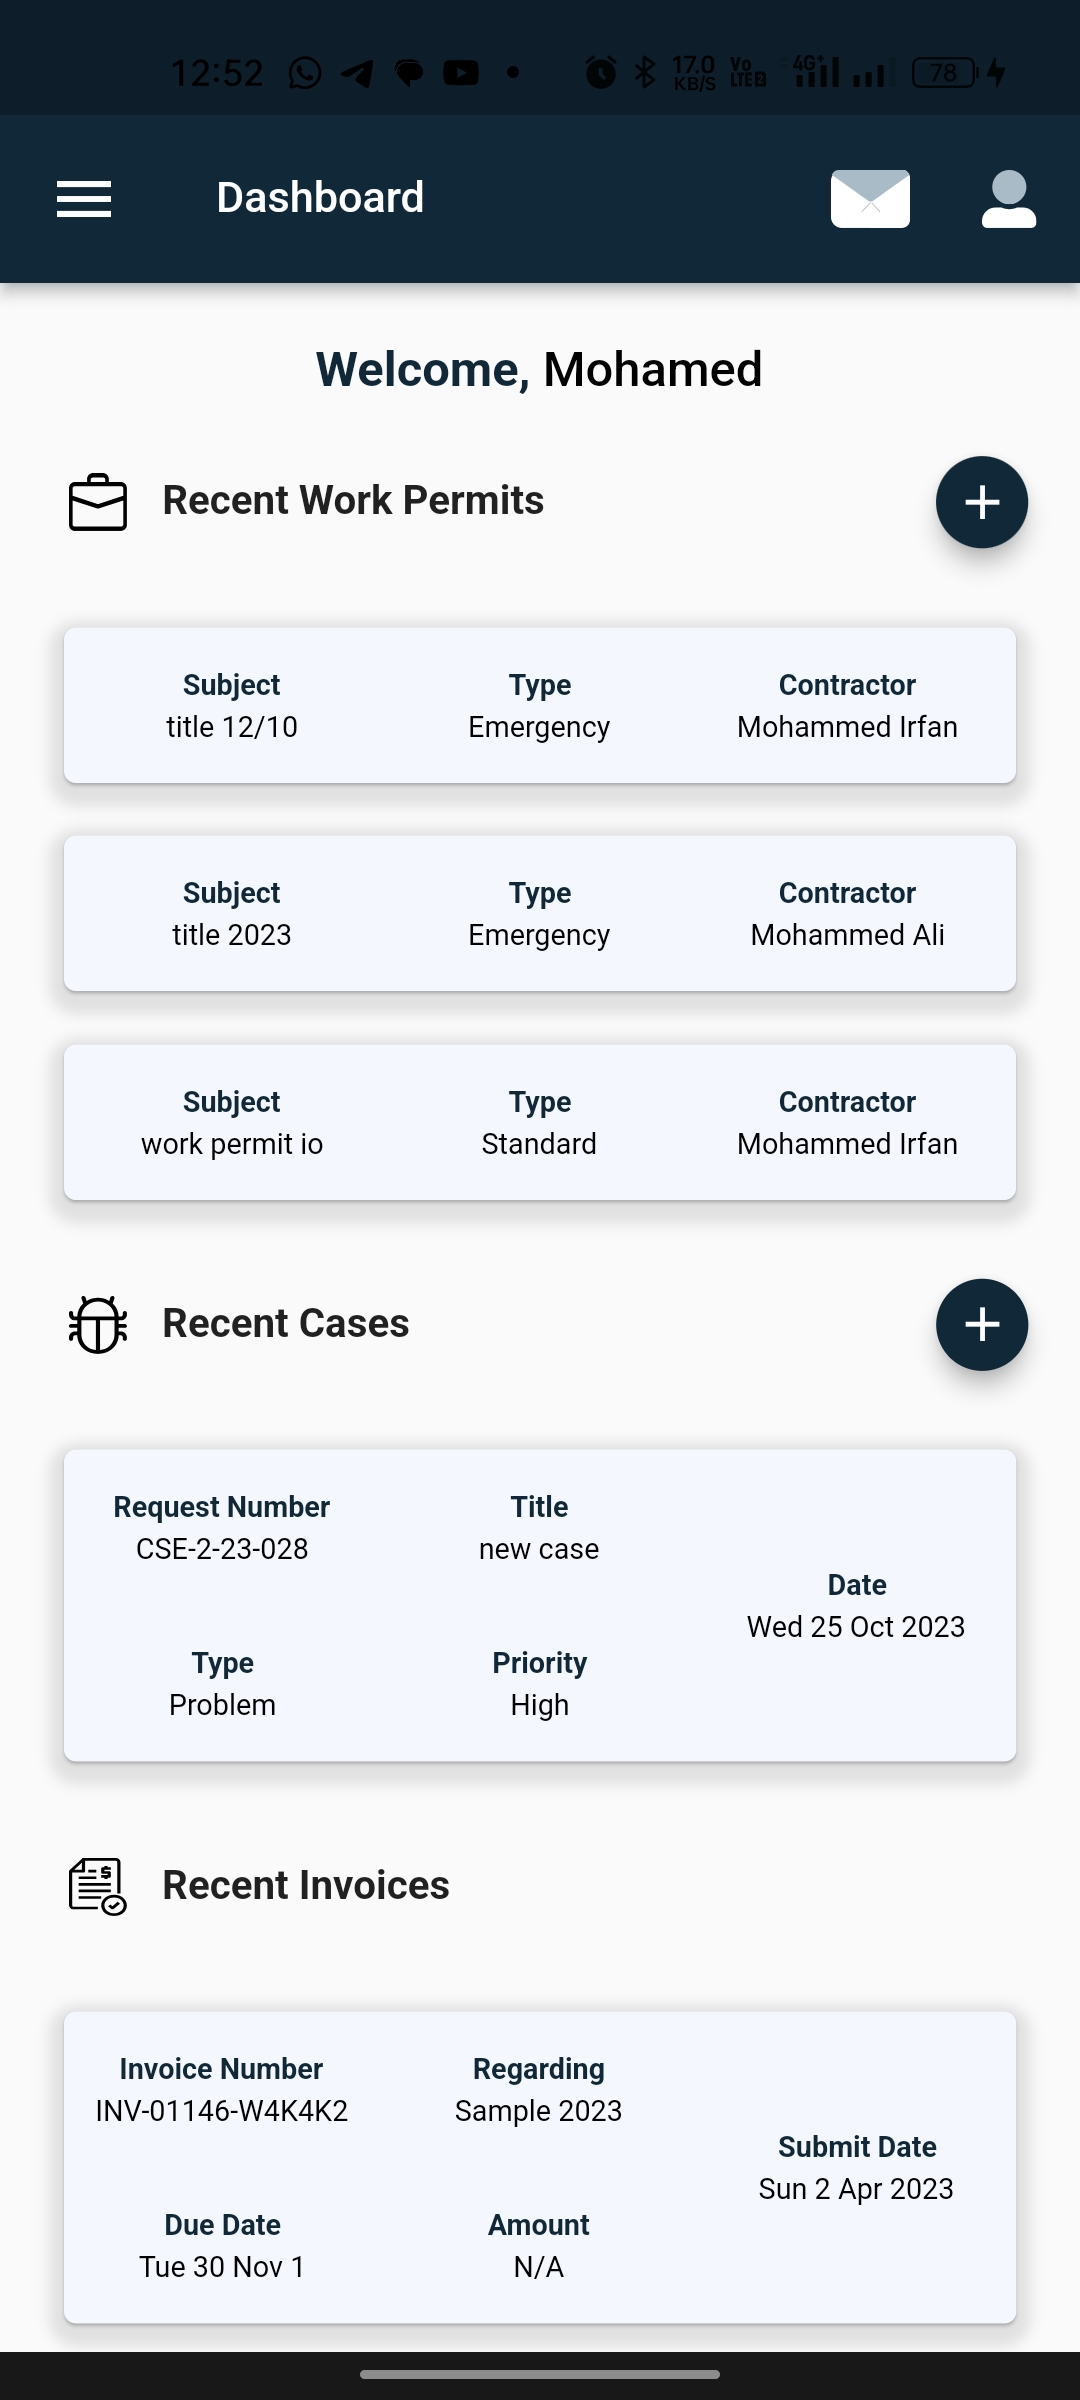 12:52 17.0 KB/S Vo LTE 2 4G+ 78
Dashboard
Welcome, Mohamed
Recent Work Permits
Subject Type Contractor
title 12/10 Emergency Mohammed Irfan
Subject Type Contractor
title 2023 Emergency Mohammed Ali
Subject Type Contractor
work permit io Standard Mohammed Irfan
Recent Cases
Request Number Title
CSE-2-23-028 new case
Date
Wed 25 Oct 2023
Type Priority
Problem High
Recent Invoices
Invoice Number Regarding
INV-01146-W4K4K2 Sample 2023
Submit Date
Sun 2 Apr 2023
Due Date Amount
Tue 30 Nov 1 N/A